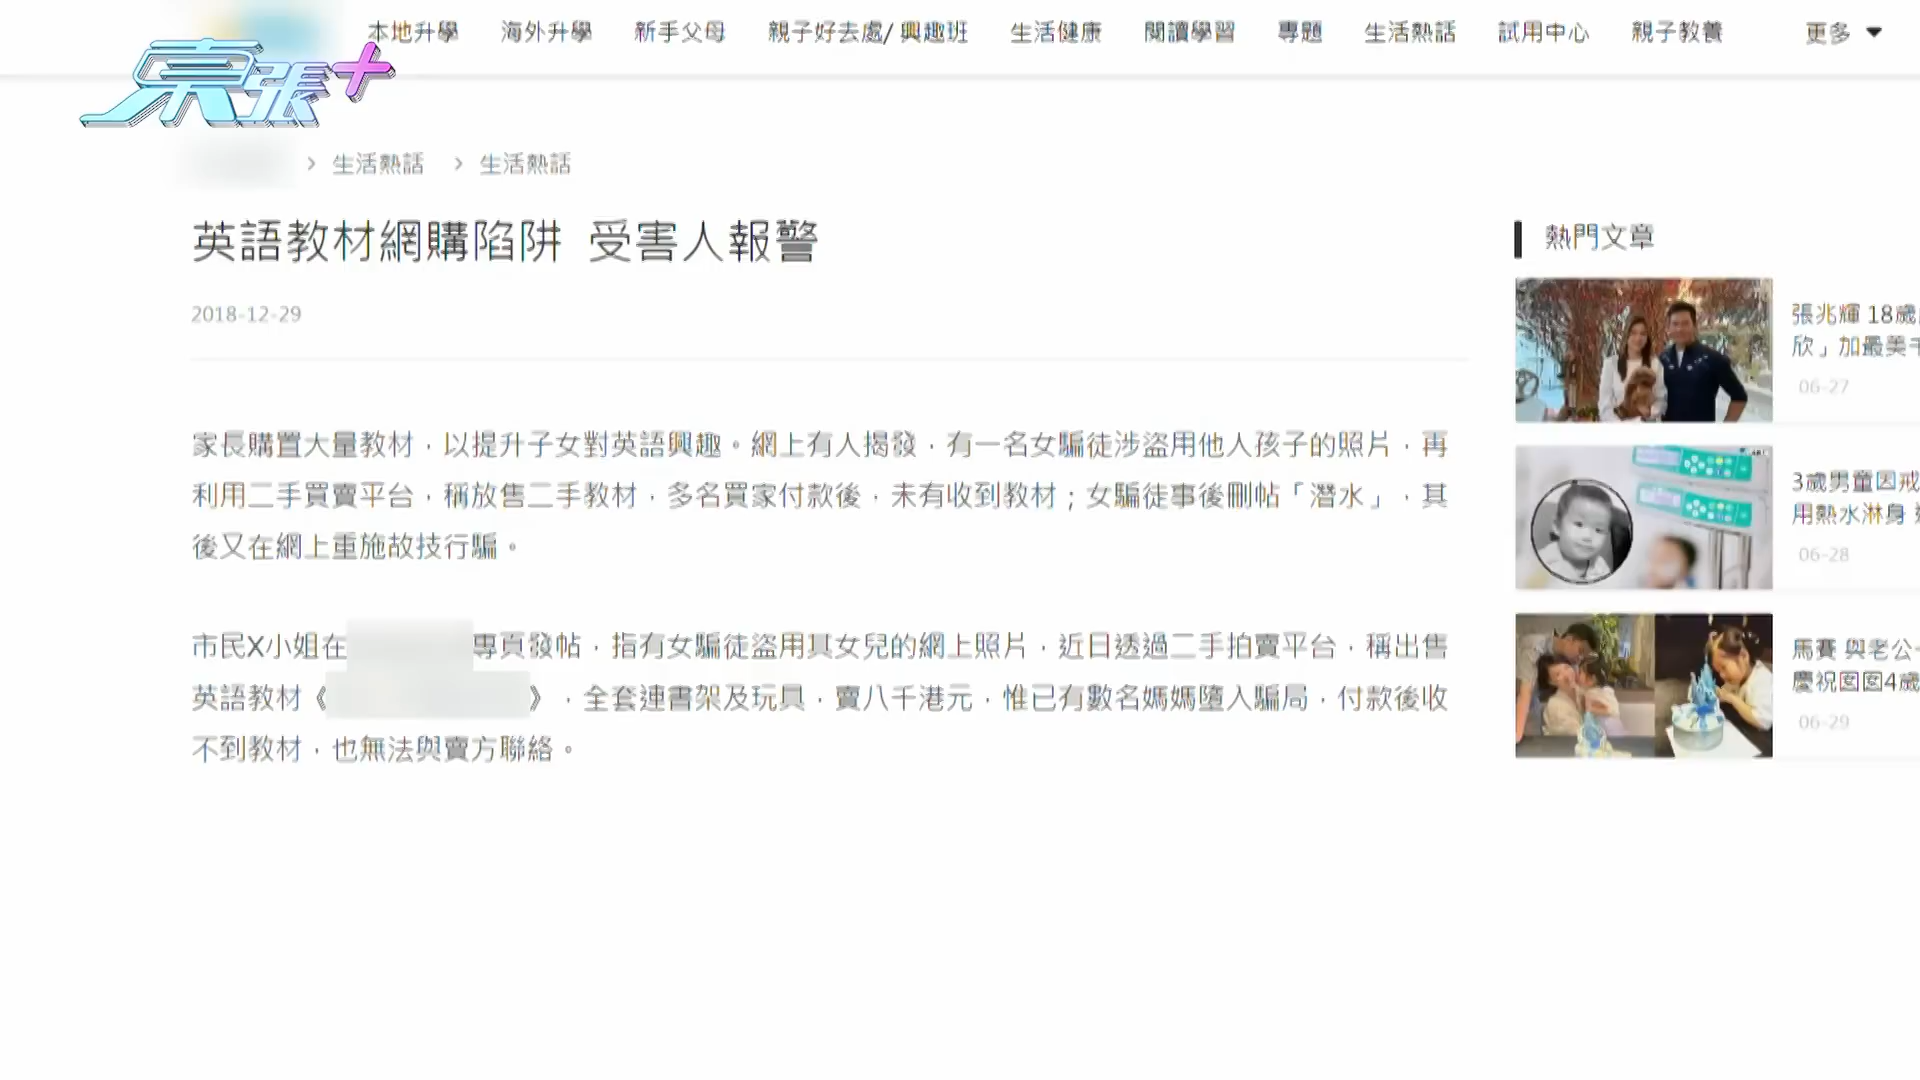 本地升學 海外升學 新手父母 親子好去處/ 興趣班 生活健康 閱讀學習 專題 生活熱話 試用中心 親子教養 更多
東張+
> 生活熱話 > 生活熱話
英語教材網購陷阱 受害人報警
2018-12-29
家長購置大量教材，以提升子女對英語興趣。網上有人揭發，有一名女騙徒涉盜用他人孩子的照片，再
利用二手買賣平台，稱放售二手教材，多名買家付款後，未有收到教材；女騙徒事後刪帖「潛水」，其
後又在網上重施故技行騙。
市民X小姐在 專頁發帖，指有女騙徒盜用其女兒的網上照片，近日透過二手拍賣平台，稱出售
英語教材《 》，全套連書架及玩具，賣八千港元，惟已有數名媽媽墮入騙局，付款後收
不到教材，也無法與賣方聯絡。
熱門文章
張兆輝 18歲
欣」加最美千
06-27
3歲男童因戒
用熱水淋身
06-28
馬賽 與老公
慶祝囡囡4歲
06-29